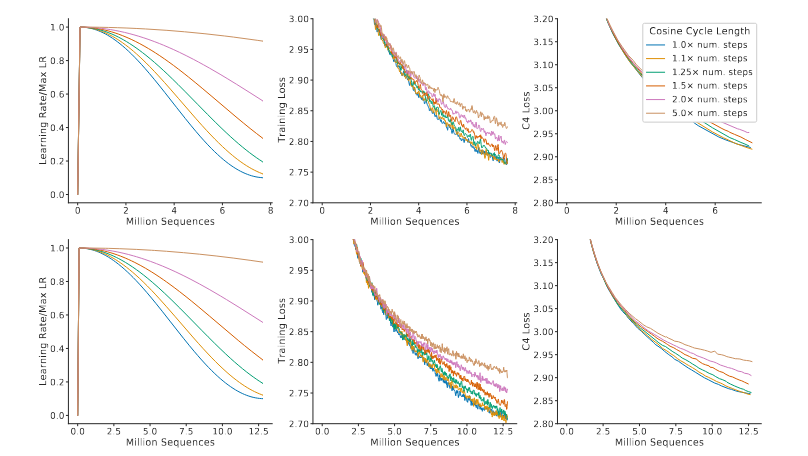 1.0
0.8
0.6
0.4
0.2
0.0
Learning Rate/Max LR
0 2 4 6 8
Million Sequences
3.00
2.95
2.90
2.85
2.80
2.75
2.70
Training Loss
0 2 4 6 8
Million Sequences
3.20
3.15
3.10
3.05
3.00
2.95
2.90
2.85
2.80
C4 Loss
0 2 4 6
Million Sequences
Cosine Cycle Length
1.0× num. steps
1.1× num. steps
1.25× num. steps
1.5× num. steps
2.0× num. steps
5.0× num. steps
1.0
0.8
0.6
0.4
0.2
0.0
Learning Rate/Max LR
0.0 2.5 5.0 7.5 10.0 12.5
Million Sequences
3.00
2.95
2.90
2.85
2.80
2.75
2.70
Training Loss
0.0 2.5 5.0 7.5 10.0 12.5
Million Sequences
3.20
3.15
3.10
3.05
3.00
2.95
2.90
2.85
2.80
C4 Loss
0.0 2.5 5.0 7.5 10.0 12.5
Million Sequences